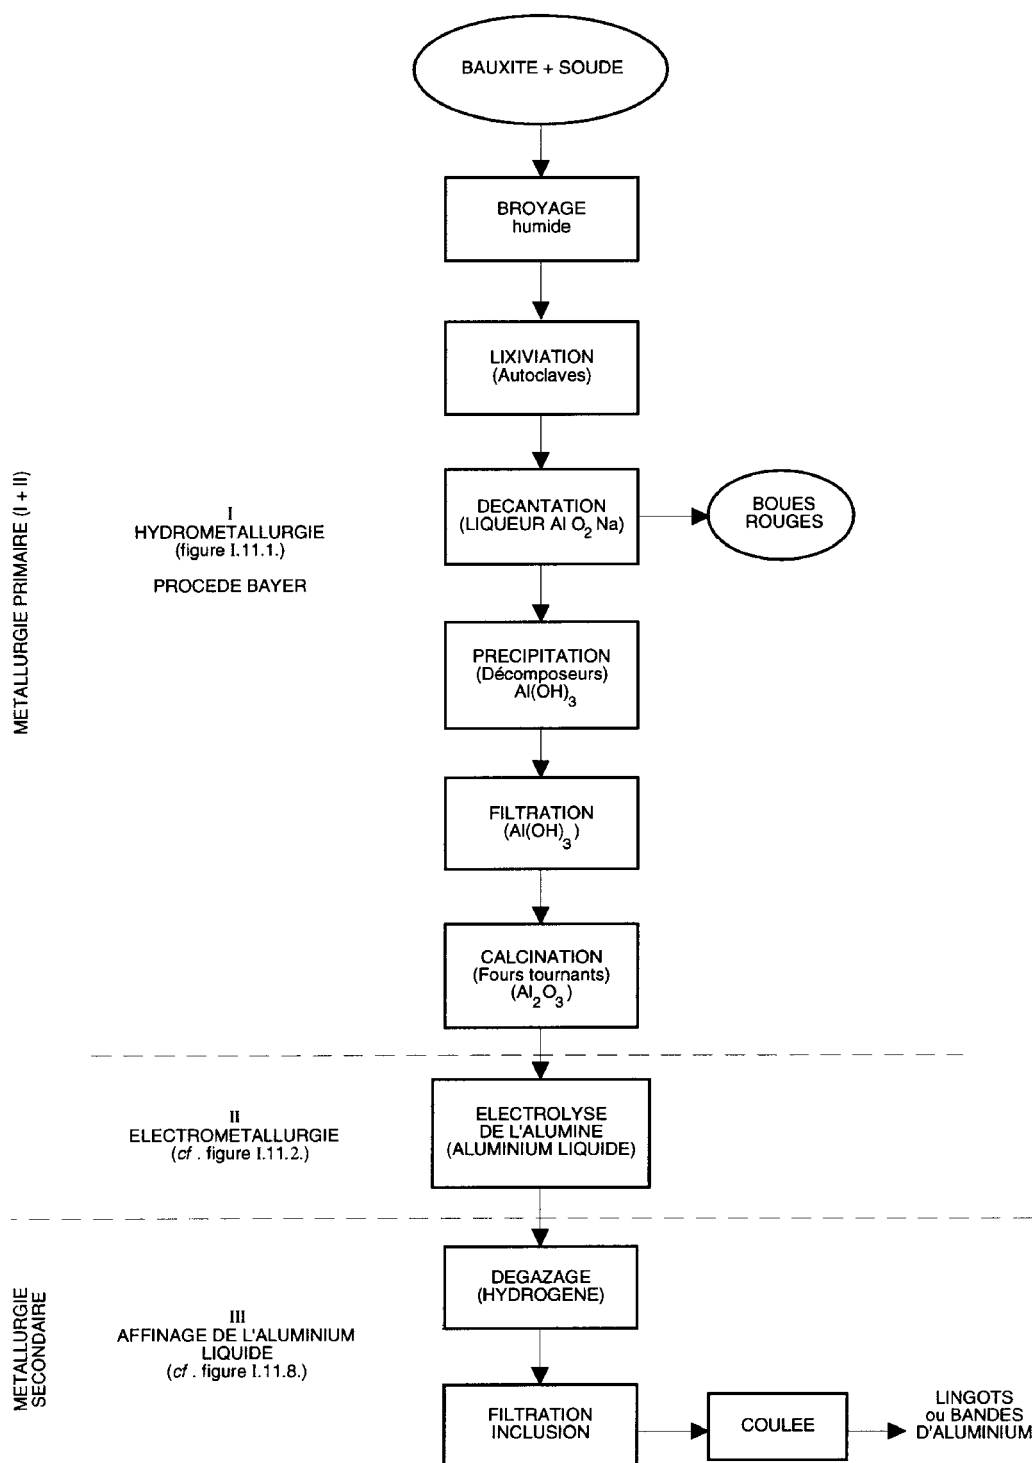 BAUXITE + SOUDE
BROYAGE
humide
LIXIVIATION
(Autoclaves)
METALLURGIE PRIMAIRE (I + II)
I
HYDROMETALLURGIE
(figure I.11.1.)
PROCEDE BAYER
DECANTATION
(LIQUEUR Al O₂ Na)
BOUES
ROUGES
PRECIPITATION
(Décomposeurs)
Al(OH)₃
FILTRATION
(Al(OH)₃)
CALCINATION
(Fours tournants)
(Al₂O₃)
II
ELECTROMETALLURGIE
(cf . figure I.11.2.)
ELECTROLYSE
DE L'ALUMINE
(ALUMINIUM LIQUIDE)
METALLURGIE
SECONDAIRE
III
AFFINAGE DE L'ALUMINIUM
LIQUIDE
(cf . figure I.11.8.)
DEGAZAGE
(HYDROGENE)
FILTRATION
INCLUSION
COULEE
LINGOTS
ou BANDES
D'ALUMINIUM